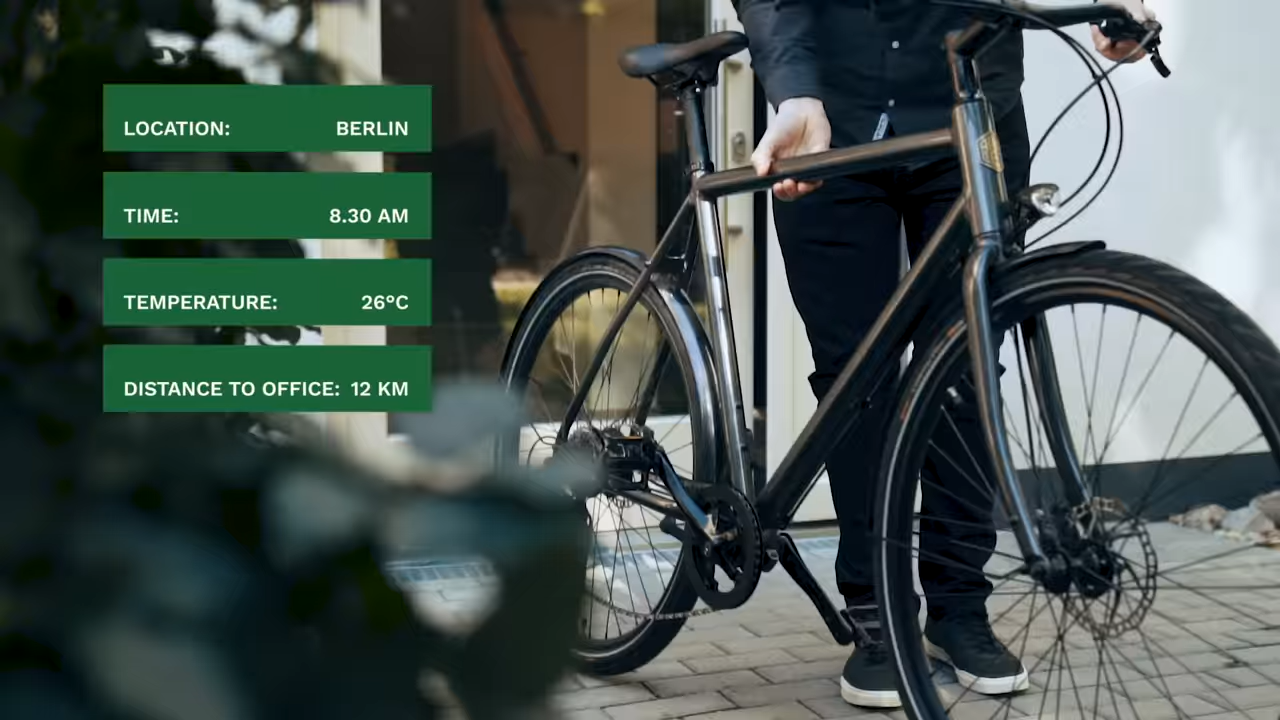 LOCATION: BERLIN
TIME: 8.30 AM
TEMPERATURE: 26°C
DISTANCE TO OFFICE: 12 KM